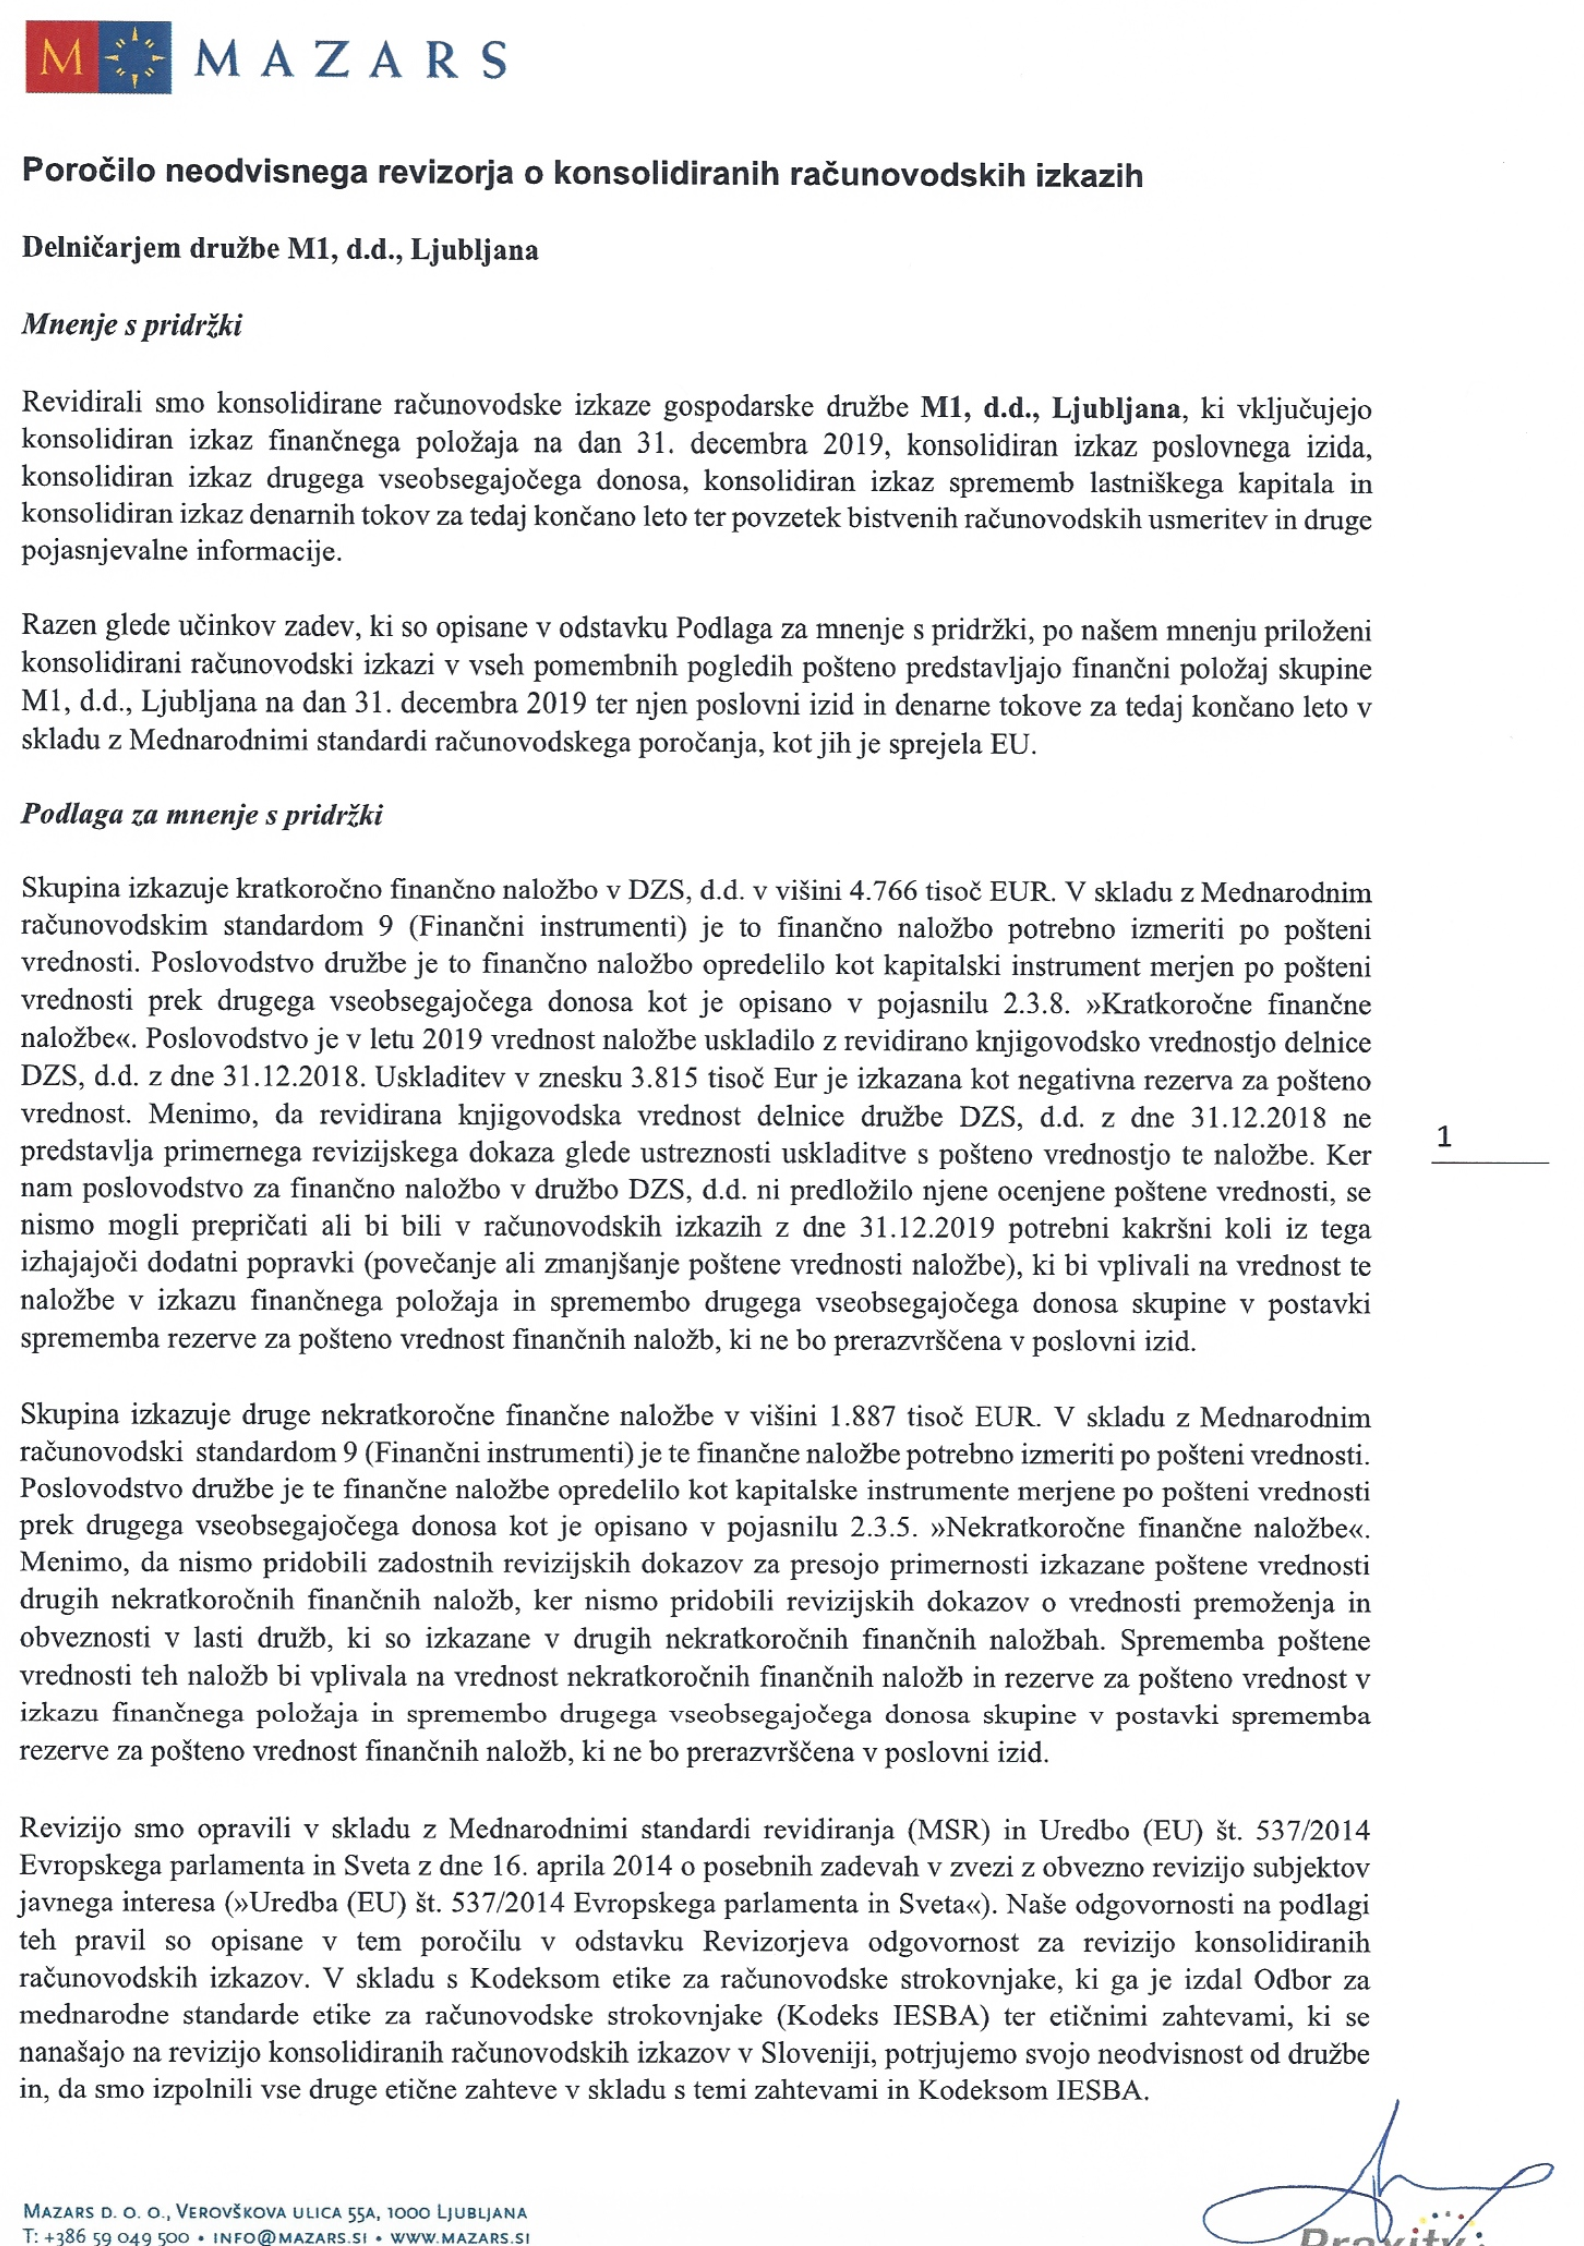 M MAZARS
Poročilo neodvisnega revizorja o konsolidiranih računovodskih izkazih
Delničarjem družbe M1, d.d., Ljubljana
Mnenje s pridržki
Revidirali smo konsolidirane računovodske izkaze gospodarske družbe M1, d.d., Ljubljana, ki vključujejo
konsolidiran izkaz finančnega položaja na dan 31. decembra 2019, konsolidiran izkaz poslovnega izida,
konsolidiran izkaz drugega vseobsegajočega donosa, konsolidiran izkaz sprememb lastniškega kapitala in
konsolidiran izkaz denarnih tokov za tedaj končano leto ter povzetek bistvenih računovodskih usmeritev in druge
pojasnjevalne informacije.
Razen glede učinkov zadev, ki so opisane v odstavku Podlaga za mnenje s pridržki, po našem mnenju priloženi
konsolidirani računovodski izkazi v vseh pomembnih pogledih pošteno predstavljajo finančni položaj skupine
M1, d.d., Ljubljana na dan 31. decembra 2019 ter njen poslovni izid in denarne tokove za tedaj končano leto v
skladu z Mednarodnimi standardi računovodskega poročanja, kot jih je sprejela EU.
Podlaga za mnenje s pridržki
Skupina izkazuje kratkoročno finančno naložbo v DZS, d.d. v višini 4.766 tisoč EUR. V skladu z Mednarodnim
računovodskim standardom 9 (Finančni instrumenti) je to finančno naložbo potrebno izmeriti po pošteni
vrednosti. Poslovodstvo družbe je to finančno naložbo opredelilo kot kapitalski instrument merjen po pošteni
vrednosti prek drugega vseobsegajočega donosa kot je opisano v pojasnilu 2.3.8. »Kratkoročne finančne
naložbe«. Poslovodstvo je v letu 2019 vrednost naložbe uskladilo z revidirano knjigovodsko vrednostjo delnice
DZS, d.d. z dne 31.12.2018. Uskladitev v znesku 3.815 tisoč Eur je izkazana kot negativna rezerva za pošteno
vrednost. Menimo, da revidirana knjigovodska vrednost delnice družbe DZS, d.d. z dne 31.12.2018 ne
predstavlja primernega revizijskega dokaza glede ustreznosti uskladitve s pošteno vrednostjo te naložbe. Ker
nam poslovodstvo za finančno naložbo v družbo DZS, d.d. ni predložilo njene ocenjene poštene vrednosti, se
nismo mogli prepričati ali bi bili v računovodskih izkazih z dne 31.12.2019 potrebni kakršni koli iz tega
izhajajoči dodatni popravki (povečanje ali zmanjšanje poštene vrednosti naložbe), ki bi vplivali na vrednost te
naložbe v izkazu finančnega položaja in spremembo drugega vseobsegajočega donosa skupine v postavki
sprememba rezerve za pošteno vrednost finančnih naložb, ki ne bo prerazvrščena v poslovni izid.
1
Skupina izkazuje druge nekratkoročne finančne naložbe v višini 1.887 tisoč EUR. V skladu z Mednarodnim
računovodski standardom 9 (Finančni instrumenti) je te finančne naložbe potrebno izmeriti po pošteni vrednosti.
Poslovodstvo družbe je te finančne naložbe opredelilo kot kapitalske instrumente merjene po pošteni vrednosti
prek drugega vseobsegajočega donosa kot je opisano v pojasnilu 2.3.5. »Nekratkoročne finančne naložbe«.
Menimo, da nismo pridobili zadostnih revizijskih dokazov za presojo primernosti izkazane poštene vrednosti
drugih nekratkoročnih finančnih naložb, ker nismo pridobili revizijskih dokazov o vrednosti premoženja in
obveznosti v lasti družb, ki so izkazane v drugih nekratkoročnih finančnih naložbah. Sprememba poštene
vrednosti teh naložb bi vplivala na vrednost nekratkoročnih finančnih naložb in rezerve za pošteno vrednost v
izkazu finančnega položaja in spremembo drugega vseobsegajočega donosa skupine v postavki sprememba
rezerve za pošteno vrednost finančnih naložb, ki ne bo prerazvrščena v poslovni izid.
Revizijo smo opravili v skladu z Mednarodnimi standardi revidiranja (MSR) in Uredbo (EU) št. 537/2014
Evropskega parlamenta in Sveta z dne 16. aprila 2014 o posebnih zadevah v zvezi z obvezno revizijo subjektov
javnega interesa (»Uredba (EU) št. 537/2014 Evropskega parlamenta in Sveta«). Naše odgovornosti na podlagi
teh pravil so opisane v tem poročilu v odstavku Revizorjeva odgovornost za revizijo konsolidiranih
računovodskih izkazov. V skladu s Kodeksom etike za računovodske strokovnjake, ki ga je izdal Odbor za
mednarodne standarde etike za računovodske strokovnjake (Kodeks IESBA) ter etičnimi zahtevami, ki se
nanašajo na revizijo konsolidiranih računovodskih izkazov v Sloveniji, potrjujemo svojo neodvisnost od družbe
in, da smo izpolnili vse druge etične zahteve v skladu s temi zahtevami in Kodeksom IESBA.
MAZARS D. O. O., VEROVŠKOVA ULICA 55A, 1000 LJUBLJANA
T: +386 59 049 500 • INFO@MAZARS.SI • WWW.MAZARS.SI
Praxity